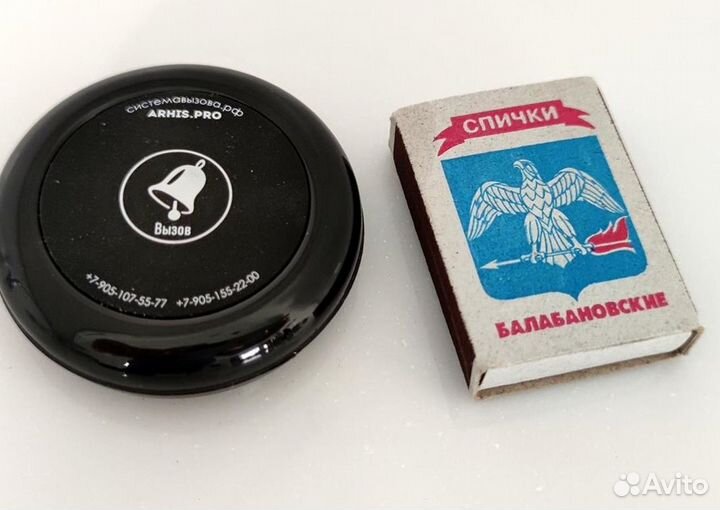 системавызова.рф
ARHIS.PRO
Вызов
+7-905-107-55-77 +7-905-155-22-00
СПИЧКИ
БАЛАБАНОВСКИЕ
Avito